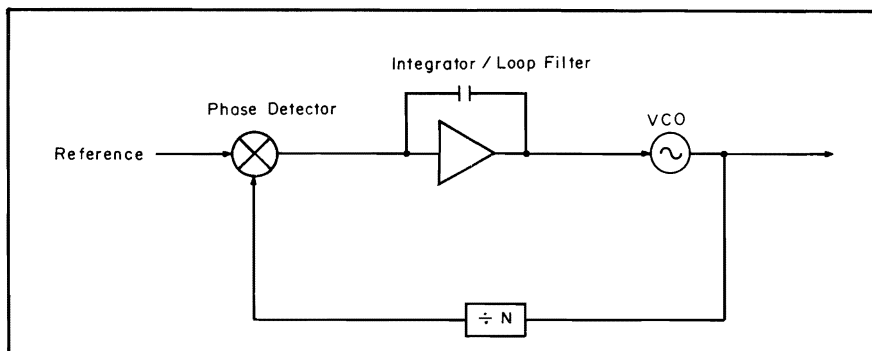 Integrator / Loop Filter
Phase Detector
VCO
Reference
÷ N